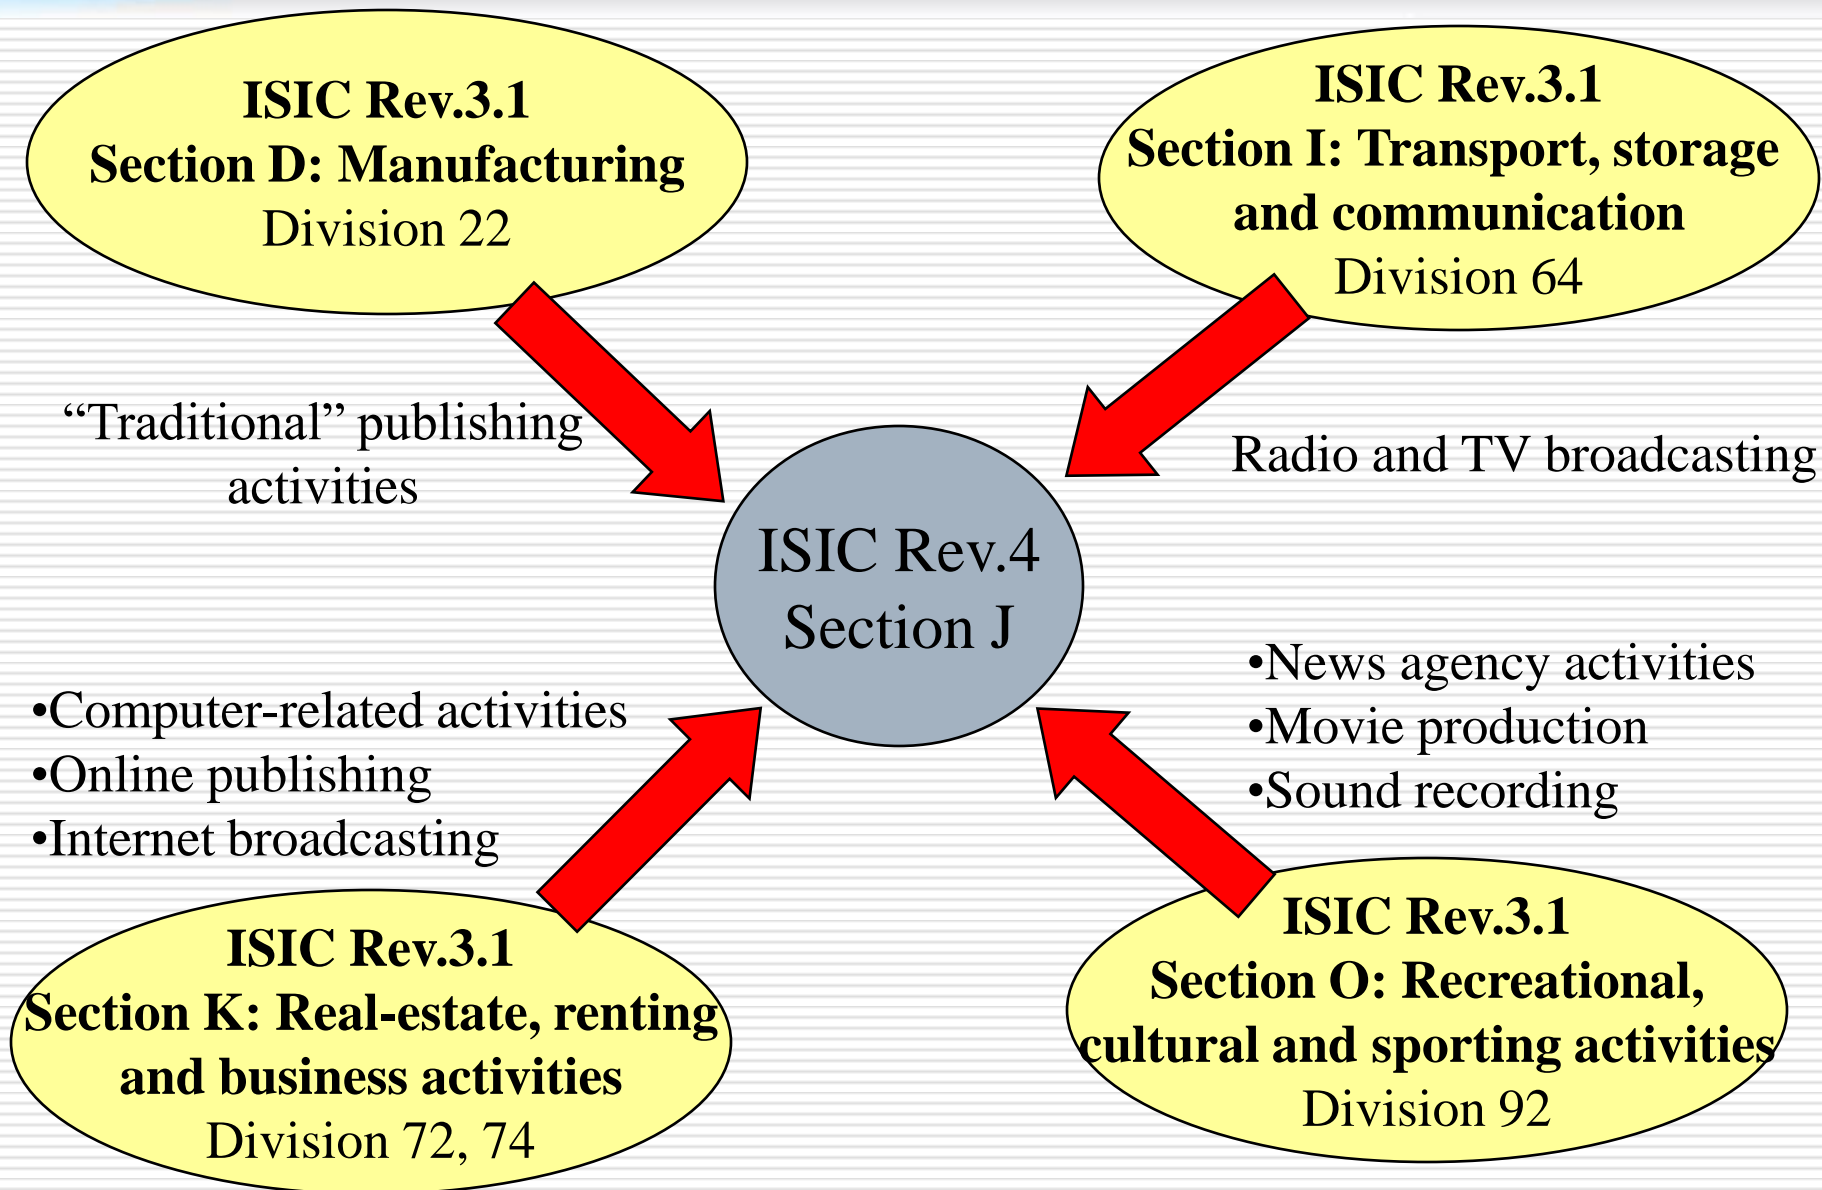 ISIC Rev.3.1
Section D: Manufacturing
Division 22
ISIC Rev.3.1
Section I: Transport, storage
and communication
Division 64
“Traditional” publishing
activities
Radio and TV broadcasting
ISIC Rev.4
Section J
•Computer-related activities
•Online publishing
•Internet broadcasting
•News agency activities
•Movie production
•Sound recording
ISIC Rev.3.1
Section K: Real-estate, renting
and business activities
Division 72, 74
ISIC Rev.3.1
Section O: Recreational,
cultural and sporting activities
Division 92